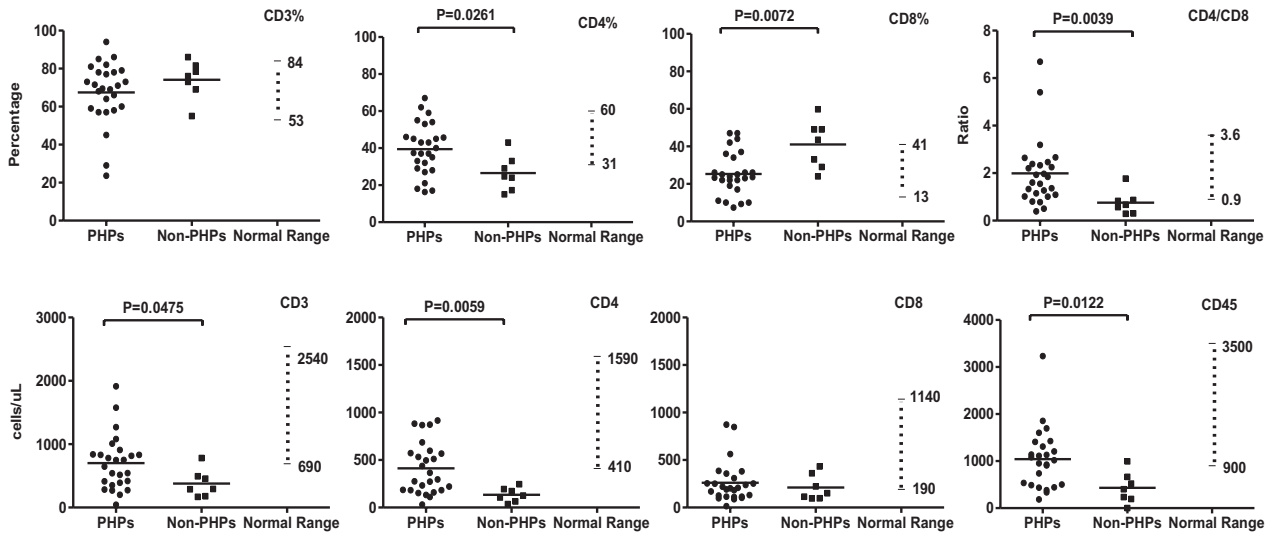 CD3%
100
80
60
40
20
0
Percentage
84
53
PHPs Non-PHPs Normal Range
P=0.0261
CD4%
100
80
60
40
20
0
60
31
PHPs Non-PHPs Normal Range
P=0.0072
CD8%
100
80
60
40
20
0
41
13
PHPs Non-PHPs Normal Range
P=0.0039
CD4/CD8
8
6
4
2
0
Ratio
3.6
0.9
PHPs Non-PHPs Normal Range
P=0.0475
CD3
3000
2000
1000
0
cells/uL
2540
690
PHPs Non-PHPs Normal Range
P=0.0059
CD4
2000
1500
1000
500
0
1590
410
PHPs Non-PHPs Normal Range
CD8
2000
1500
1000
500
0
1140
190
PHPs Non-PHPs Normal Range
P=0.0122
CD45
4000
3000
2000
1000
0
3500
900
PHPs Non-PHPs Normal Range